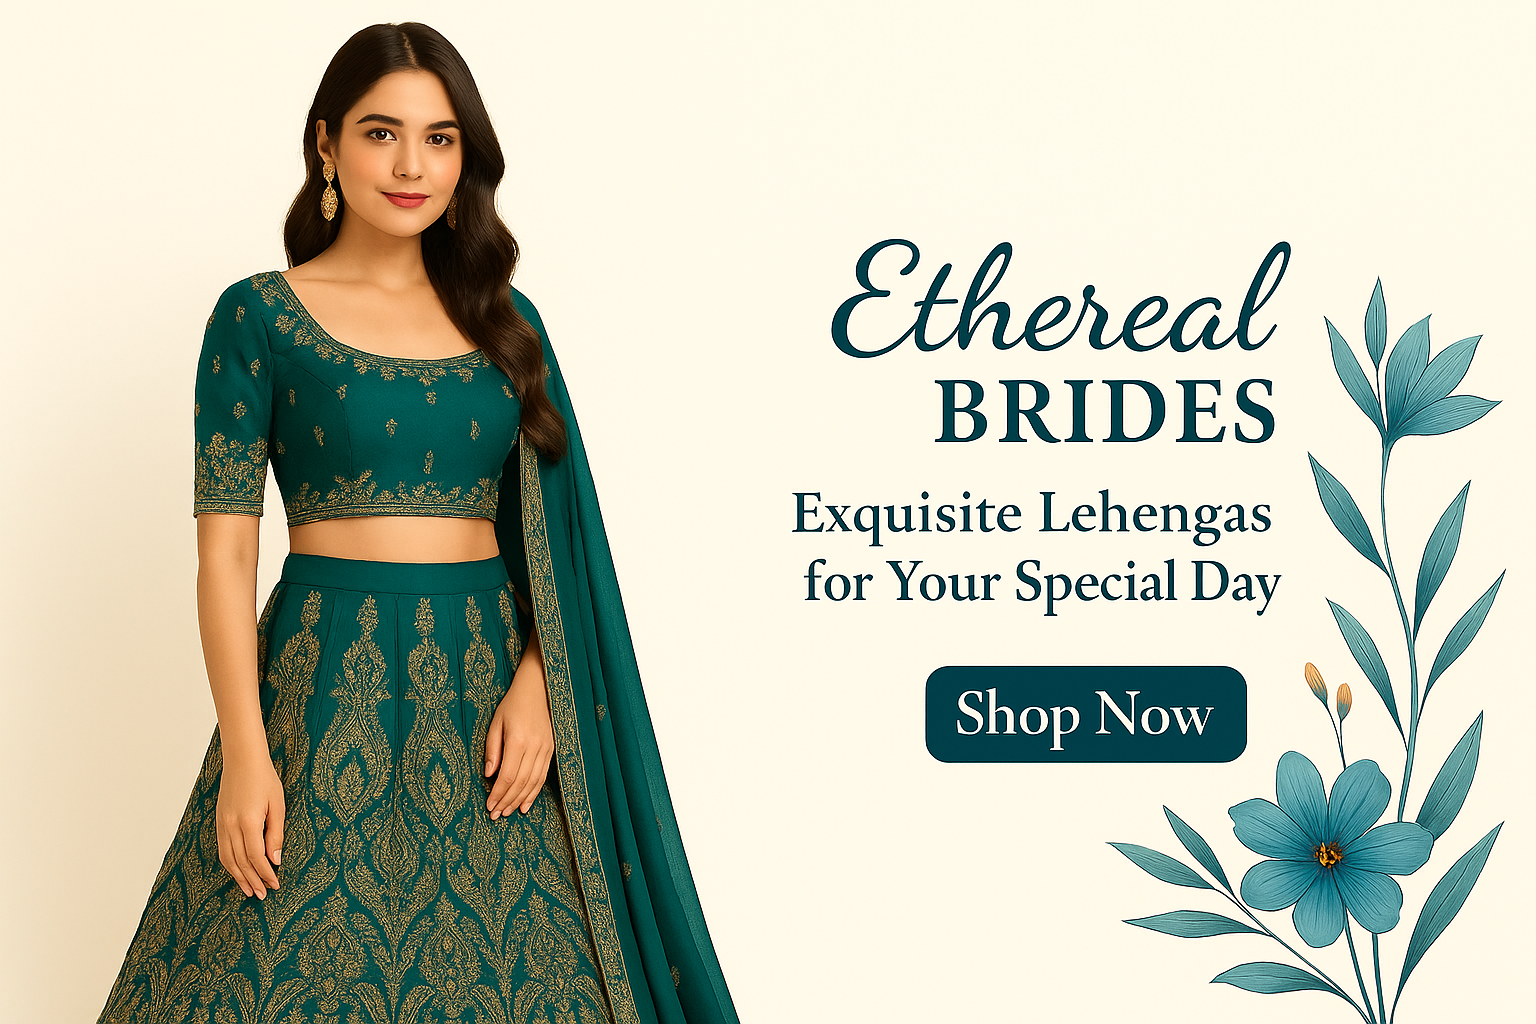 Ethereal
BRIDES
Exquisite Lehengas
for Your Special Day
Shop Now